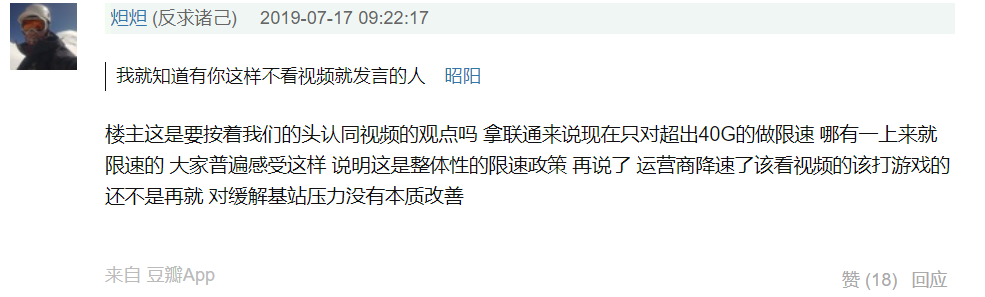 炟炟 (反求诸己) 2019-07-17 09:22:17
我就知道有你这样不看视频就发言的人 昭阳
楼主这是要按着我们的头认同视频的观点吗 拿联通来说现在只对超出40G的做限速 哪有一上来就
限速的 大家普遍感受这样 说明这是整体性的限速政策 再说了 运营商降速了该看视频的该打游戏的
还不是再就 对缓解基站压力没有本质改善
来自 豆瓣App
赞 (18) 回应